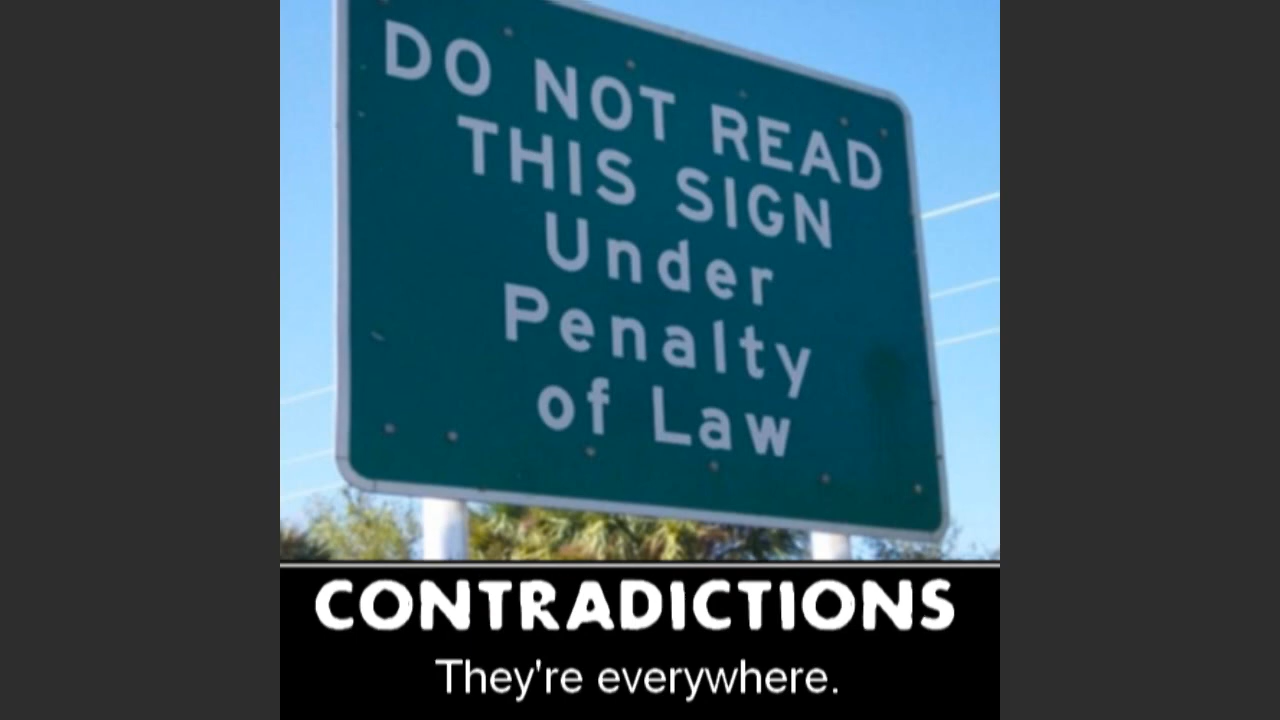 DO NOT READ
THIS SIGN
Under
Penalty
of Law
CONTRADICTIONS
They're everywhere.